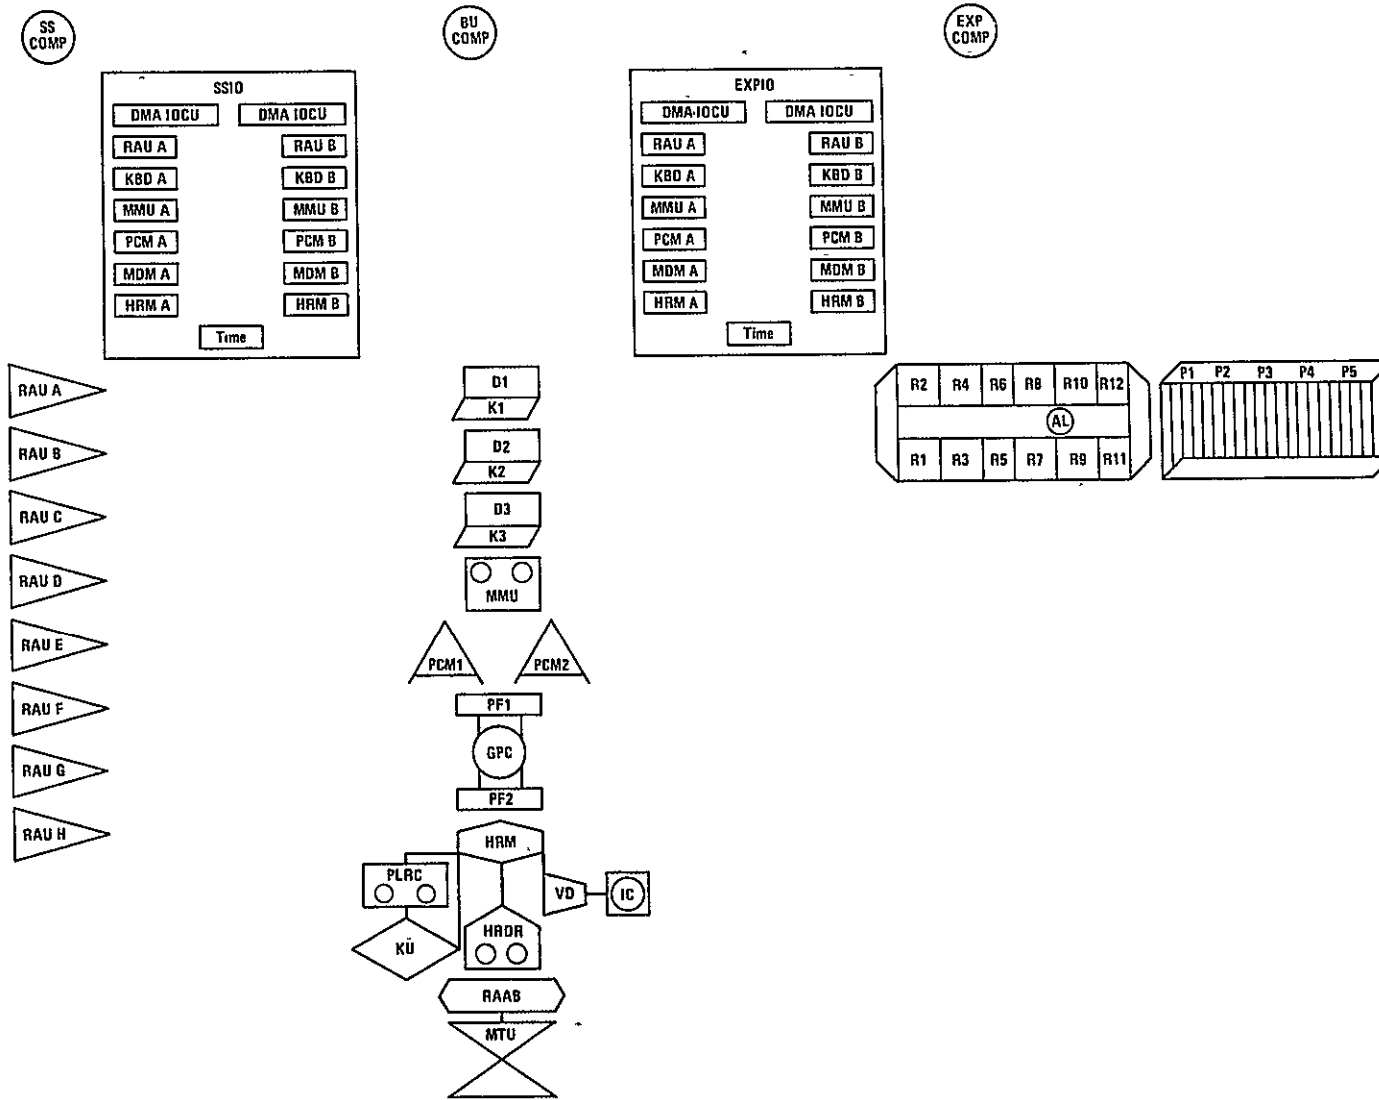 SS
COMP
BU
COMP
EXP
COMP
SSIO
DMA IOCU DMA IOCU
RAU A RAU B
KBD A KBD B
MMU A MMU B
PCM A PCM B
MDM A MDM B
HRM A HRM B
Time
EXPIO
DMA-IOCU DMA IOCU
RAU A RAU B
KBD A KBD B
MMU A MMU B
PCM A PCM B
MDM A MDM B
HRM A HRM B
Time
RAU A
RAU B
RAU C
RAU D
RAU E
RAU F
RAU G
RAU H
D1
K1
D2
K2
D3
K3
MMU
PCM1 PCM2
PF1
GPC
PF2
HRM
PLRC
VD IC
KÜ
HRDR
RAAB
MTU
R2 R4 R6 R8 R10 R12
AL
R1 R3 R5 R7 R9 R11
P1 P2 P3 P4 P5